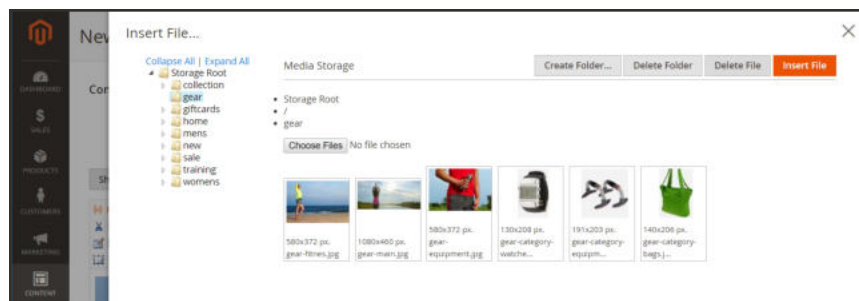 New
Insert File...
Collapse All | Expand All
Storage Root
collection
gear
giftcards
home
mens
new
sale
training
womens
Media Storage
Create Folder...
Delete Folder
Delete File
Insert File
Storage Root
/
gear
Choose Files No file chosen
580x372 px.
gear-fitnes.jpg
1080x460 px.
gear-main.jpg
580x372 px.
gear-
equipment.jpg
130x208 px.
gear-category-
watche...
191x203 px.
gear-category-
equipm...
140x206 px.
gear-category-
bags.j...
DASHBOARD
SALES
PRODUCTS
CUSTOMERS
MARKETING
CONTENT
Con
Sh